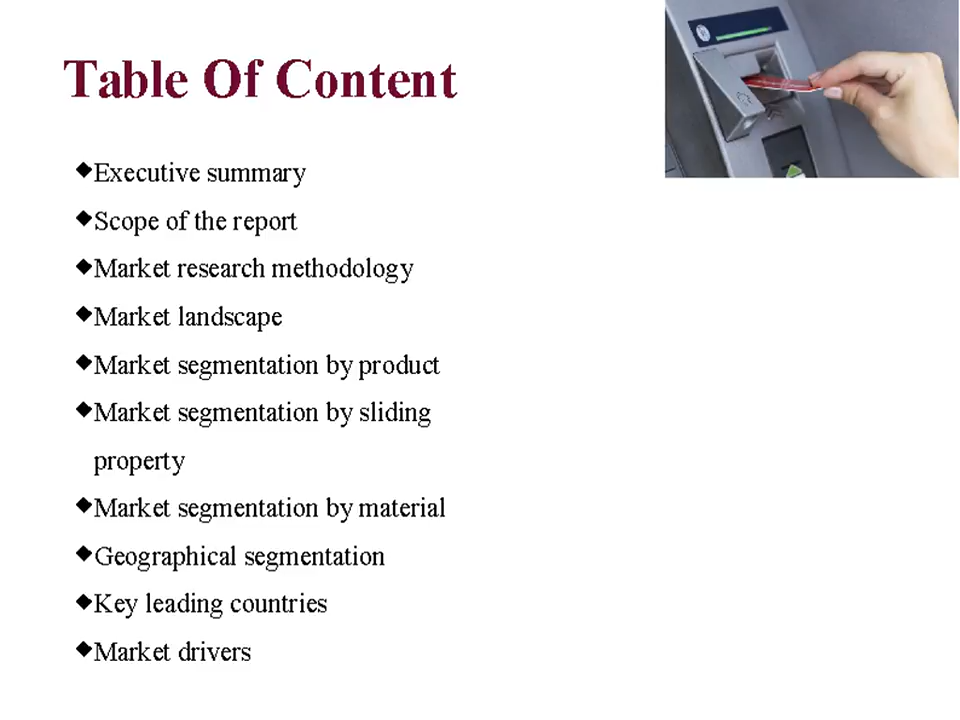 Table Of Content
◆Executive summary
◆Scope of the report
◆Market research methodology
◆Market landscape
◆Market segmentation by product
◆Market segmentation by sliding
property
◆Market segmentation by material
◆Geographical segmentation
◆Key leading countries
◆Market drivers